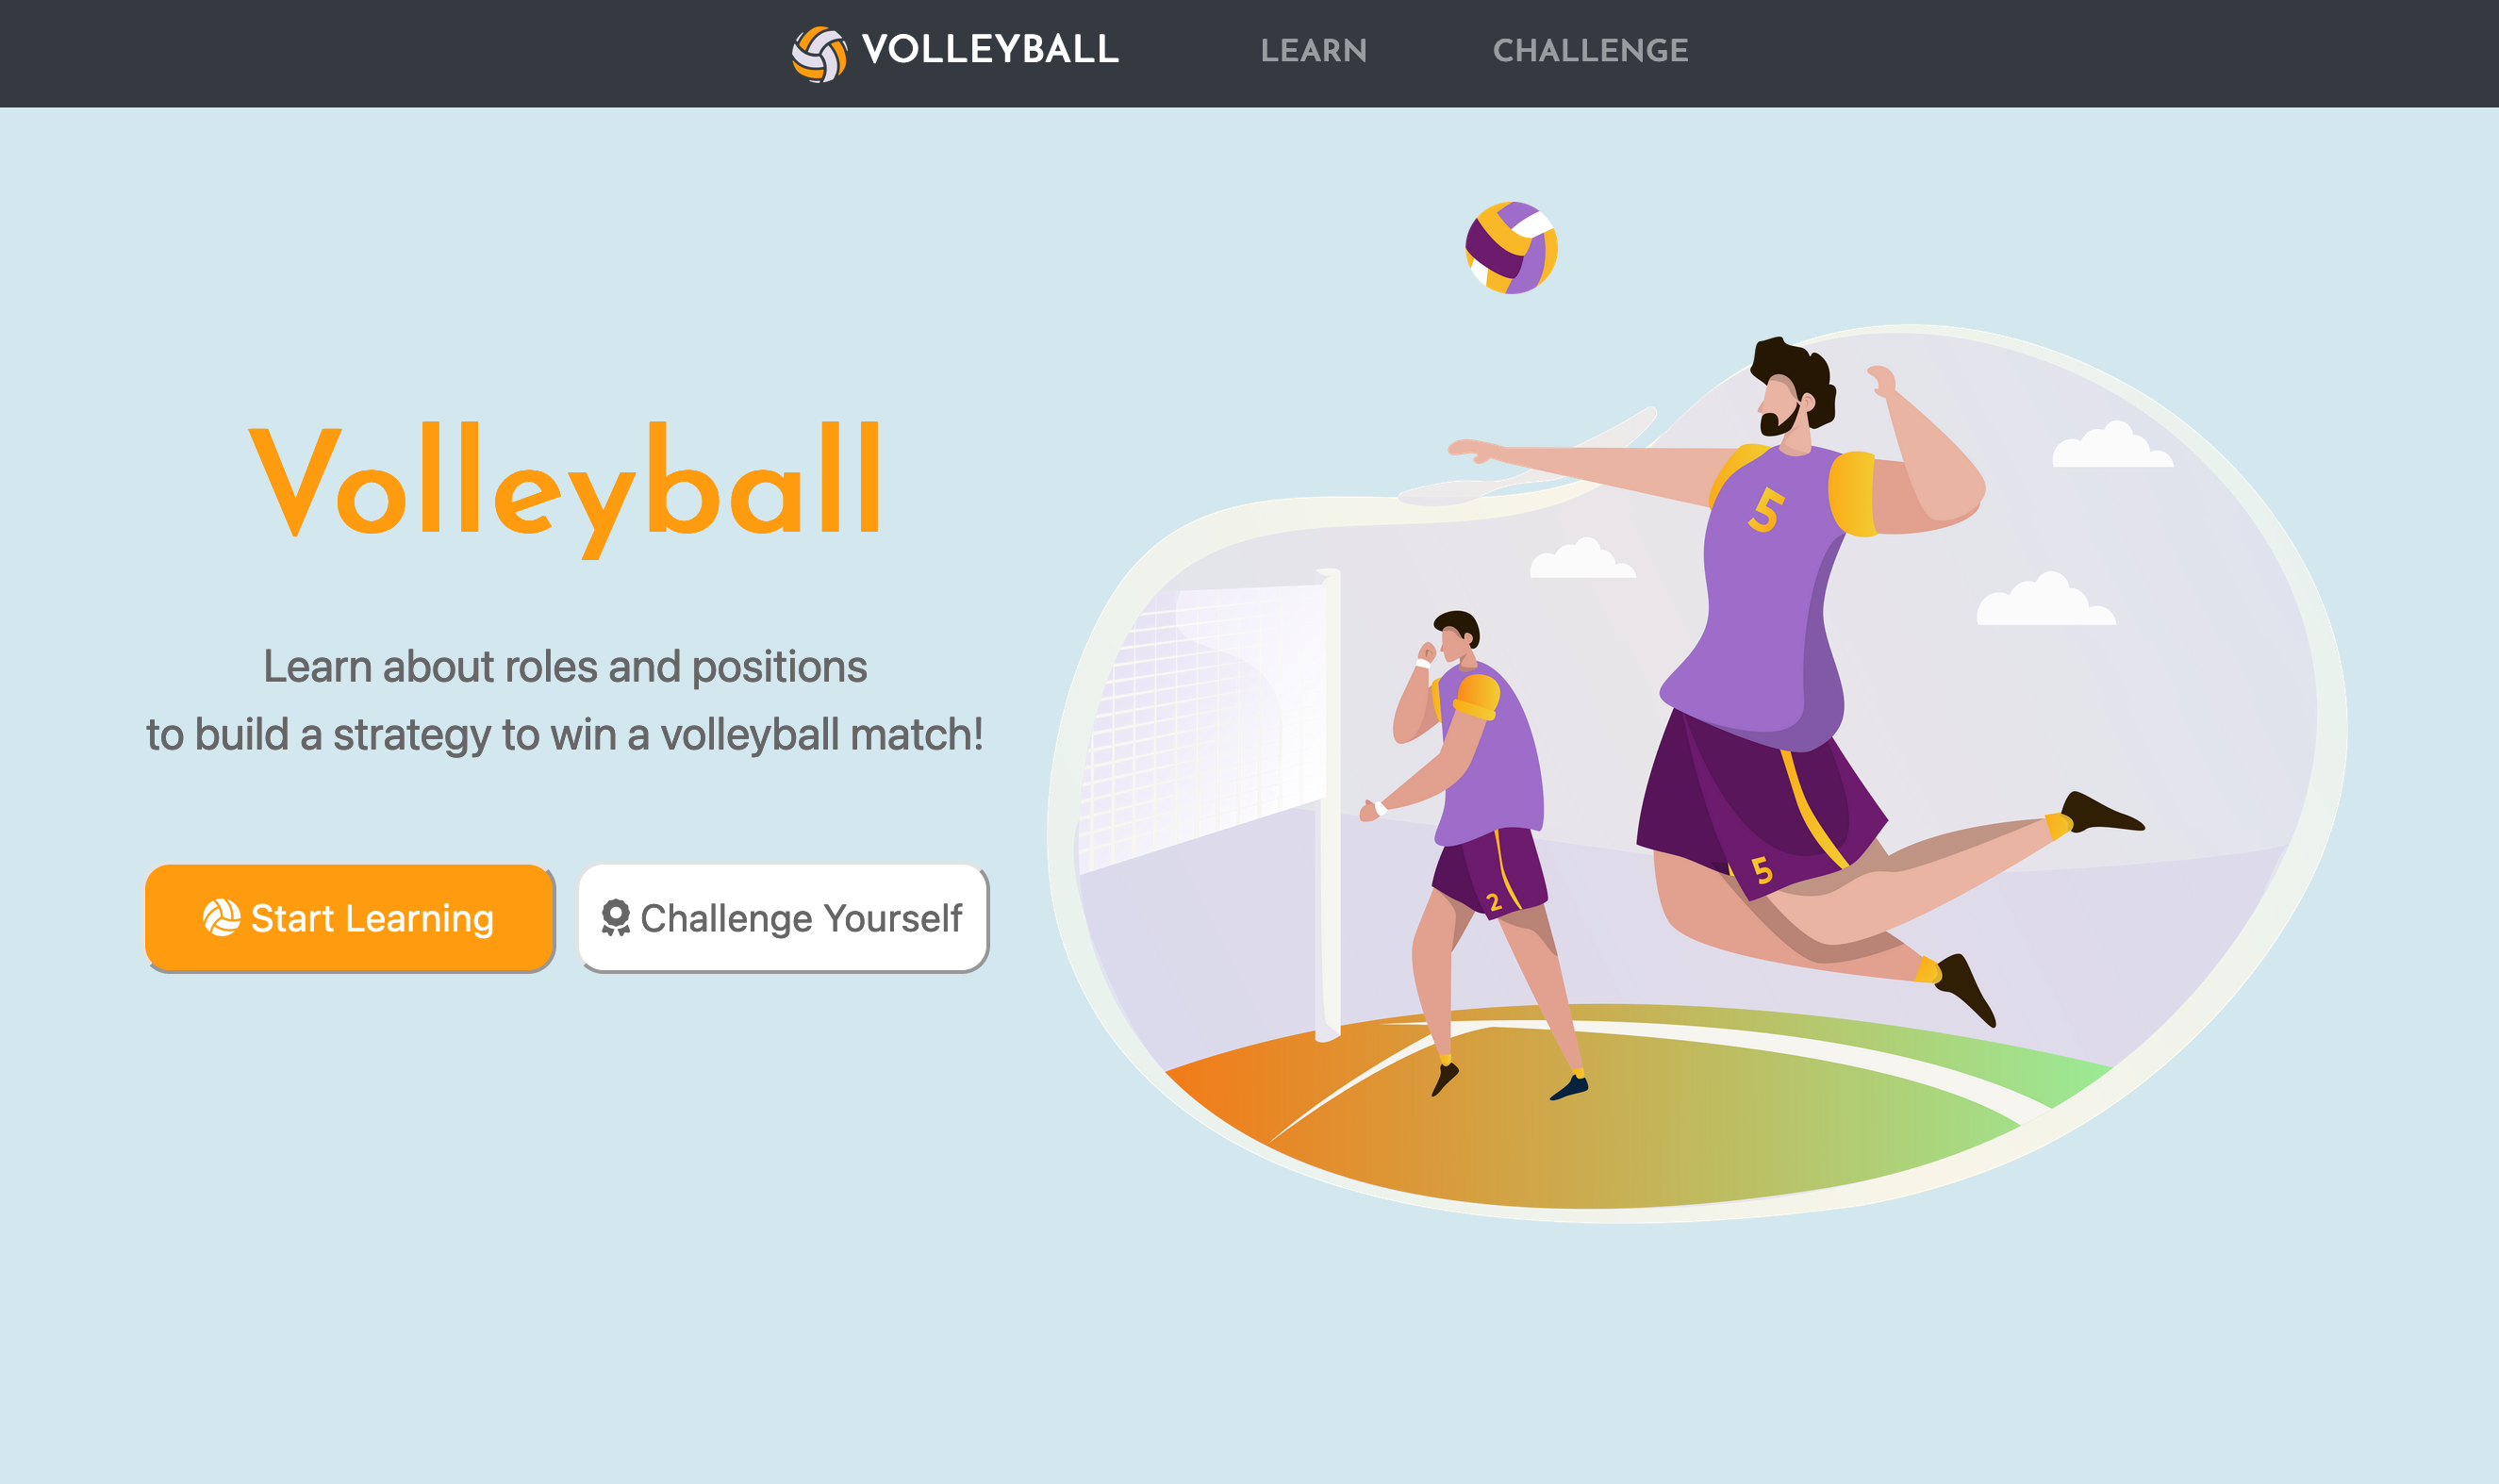 VOLLEYBALL LEARN CHALLENGE
Volleyball
Learn about roles and positions
to build a strategy to win a volleyball match!
Start Learning Challenge Yourself
5
5
2